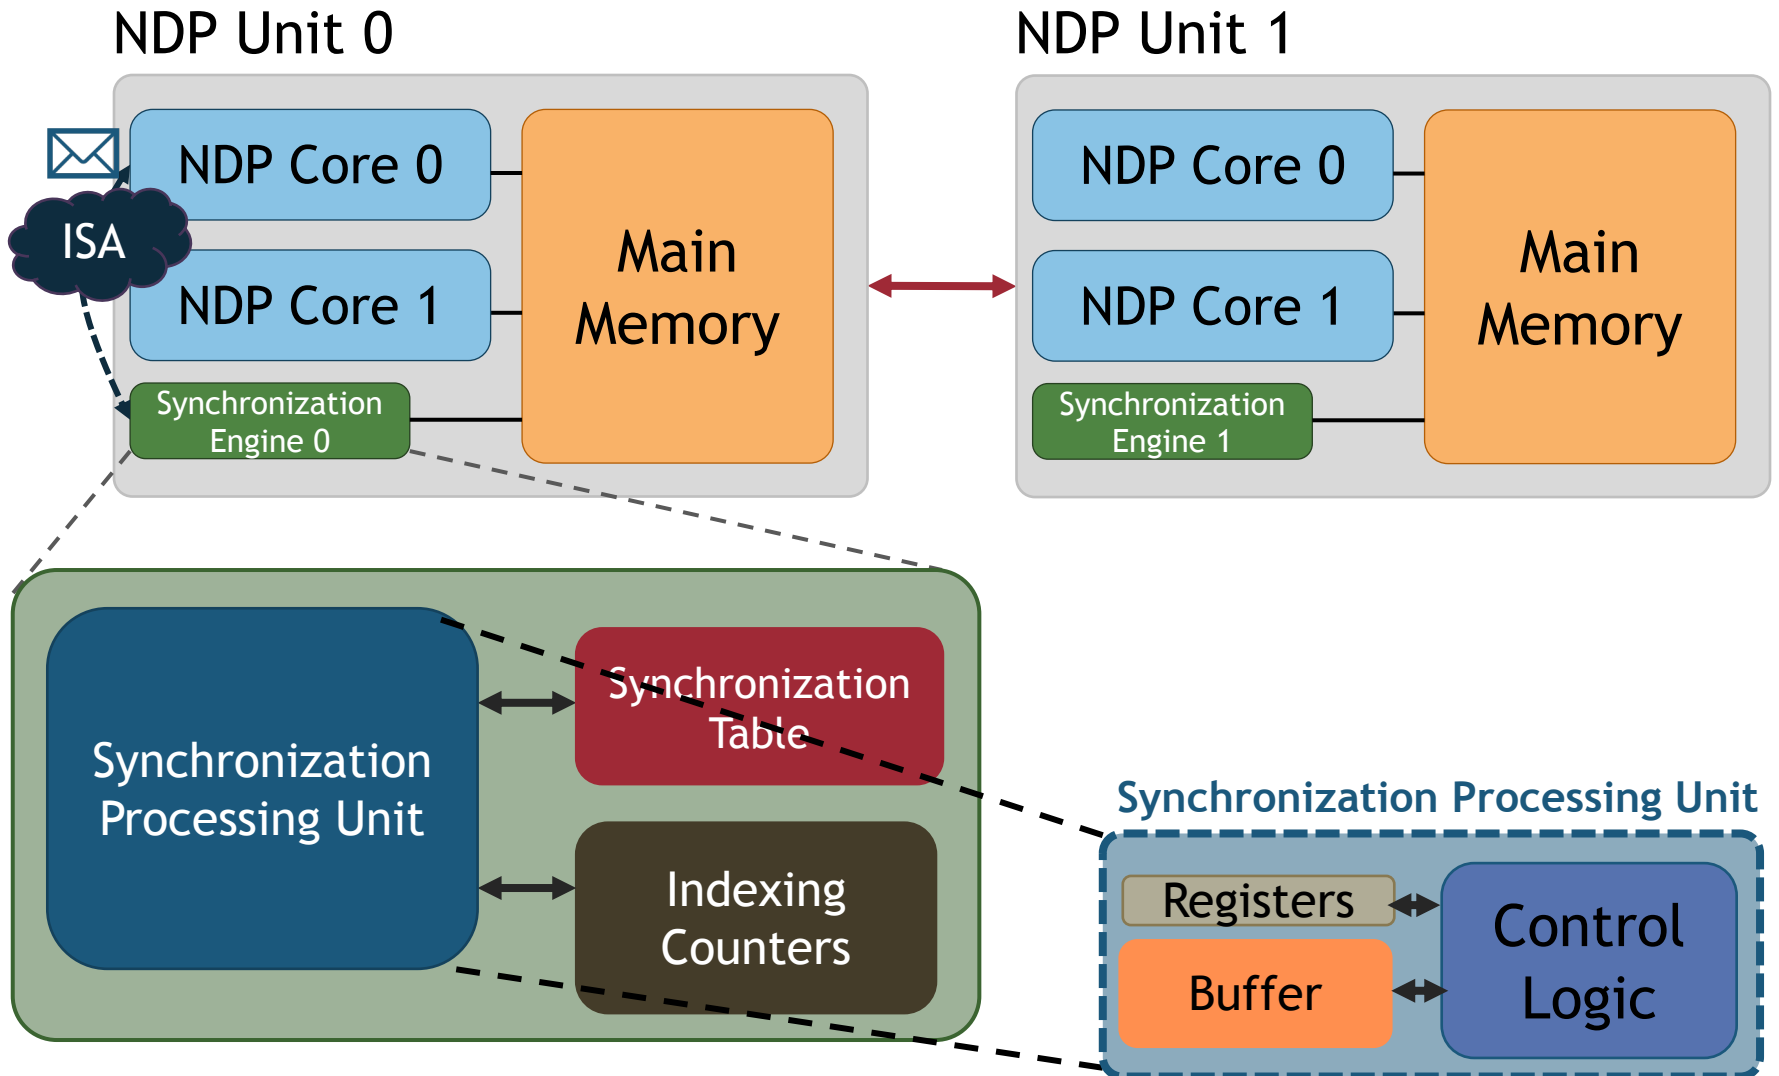 NDP Unit 0
NDP Unit 1
NDP Core 0
NDP Core 1
ISA
Synchronization
Engine 0
Main
Memory
NDP Core 0
NDP Core 1
Synchronization
Engine 1
Main
Memory
Synchronization
Processing Unit
Synchronization
Table
Indexing
Counters
Synchronization Processing Unit
Registers
Buffer
Control
Logic